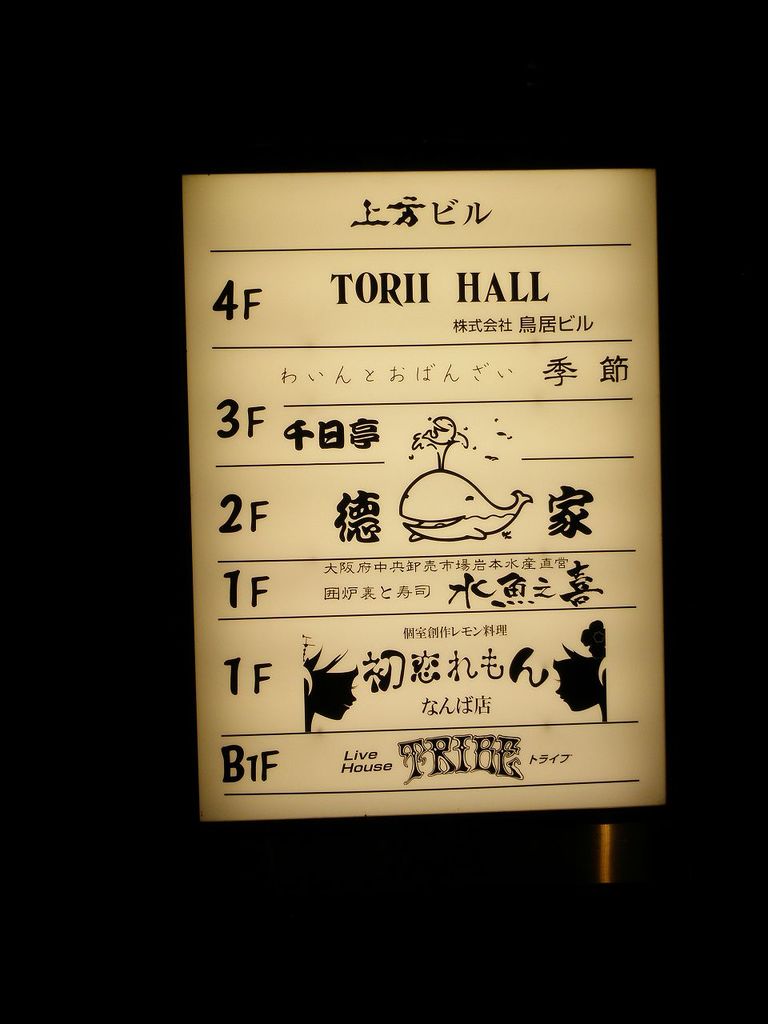 上方ビル
4F TORII HALL
株式会社 鳥居ビル
わいんとおばんざい 季節
3F 千日亭
2F 德家
大阪府中央卸売市場岩本水産直営
1F 囲炉裏と寿司 水魚之喜
個室創作レモン料理
1F 初恋れもん
なんば店
B1F Live House TRIBE トライブ